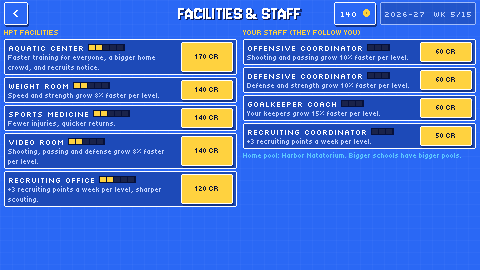 FACILITIES & STAFF
140
2026-27 WK 5/15
HPT FACILITIES
AQUATIC CENTER
Faster training for everyone, a bigger home
crowd, and recruits notice.
170 CR
WEIGHT ROOM
Speed and strength grow 8% faster per level.
140 CR
SPORTS MEDICINE
Fewer injuries, quicker returns.
140 CR
VIDEO ROOM
Shooting, passing and defense grow 8% faster
per level.
140 CR
RECRUITING OFFICE
+3 recruiting points a week per level, sharper
scouting.
120 CR
YOUR STAFF (THEY FOLLOW YOU)
OFFENSIVE COORDINATOR
Shooting and passing grow 10% faster per level.
60 CR
DEFENSIVE COORDINATOR
Defense and strength grow 10% faster per level.
60 CR
GOALKEEPER COACH
Your keepers grow 15% faster per level.
60 CR
RECRUITING COORDINATOR
+3 recruiting points a week per level.
50 CR
Home pool: Harbor Natatorium. Bigger schools have bigger pools.